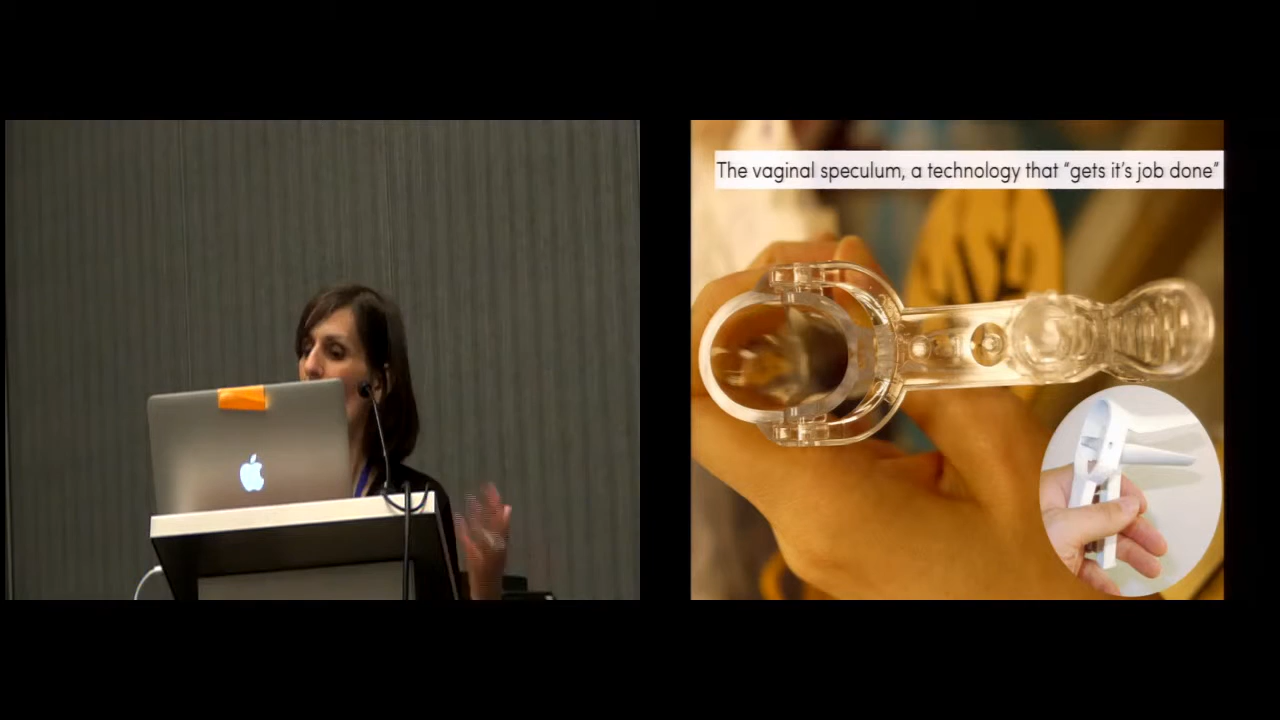 The vaginal speculum, a technology that “gets it’s job done”